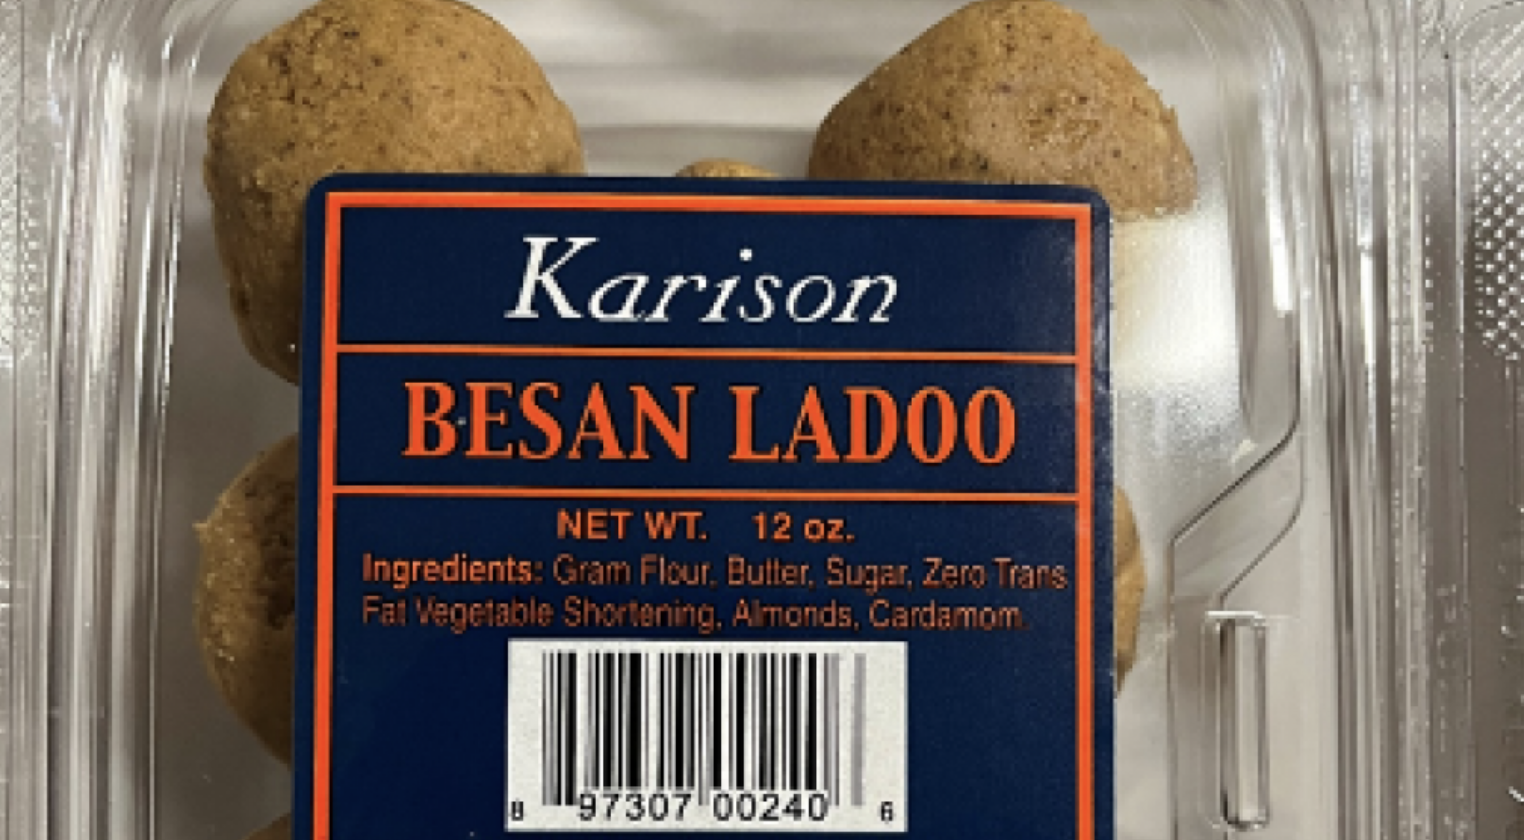 Karison
BESAN LADOO
NET WT. 12 oz.
Ingredients: Gram Flour, Butter, Sugar, Zero Trans
Fat Vegetable Shortening, Almonds, Cardamom.
8 97307 00240 6